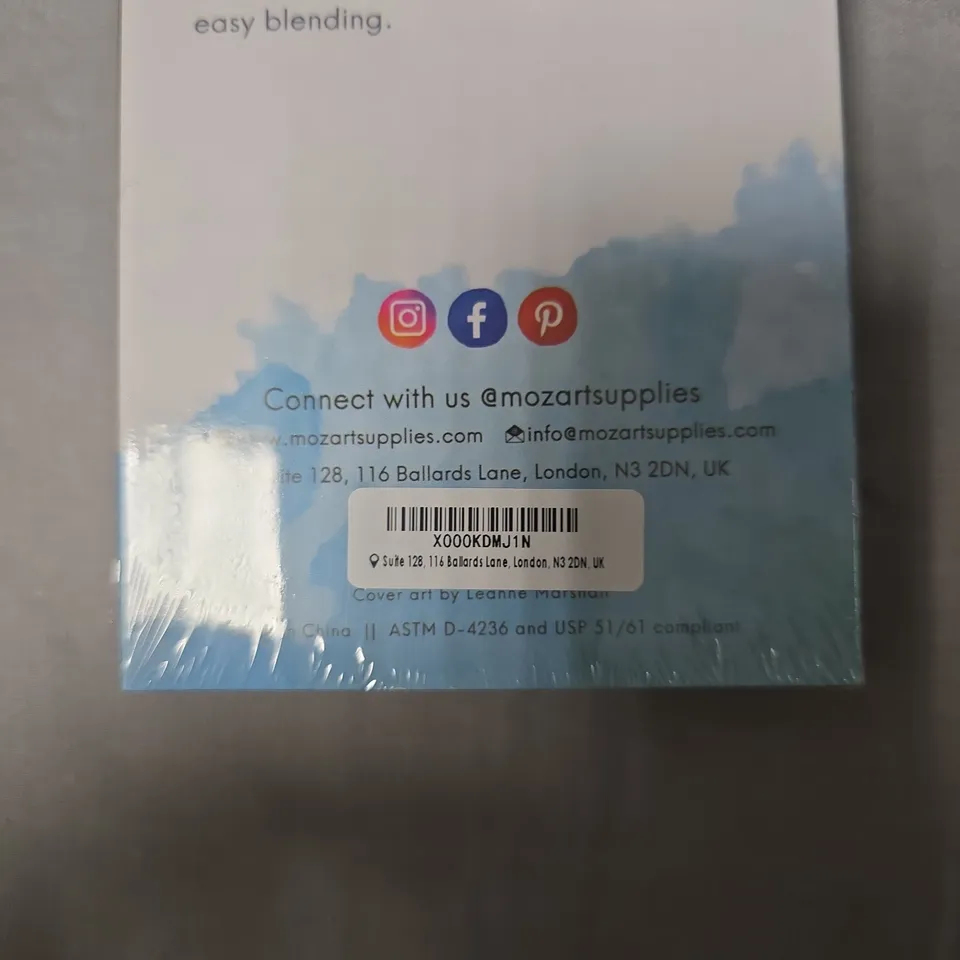 easy blending.
Connect with us @mozartsupplies
.mozartsupplies.com info@mozartsupplies.com
128, 116 Ballards Lane, London, N3 2DN, UK
X000KDMJ1N
Suite 128, 116 Ballards Lane, London, N3 2DN, UK
Cover art by Leanne Marshall
China || ASTM D-4236 and USP 51/61 compliant